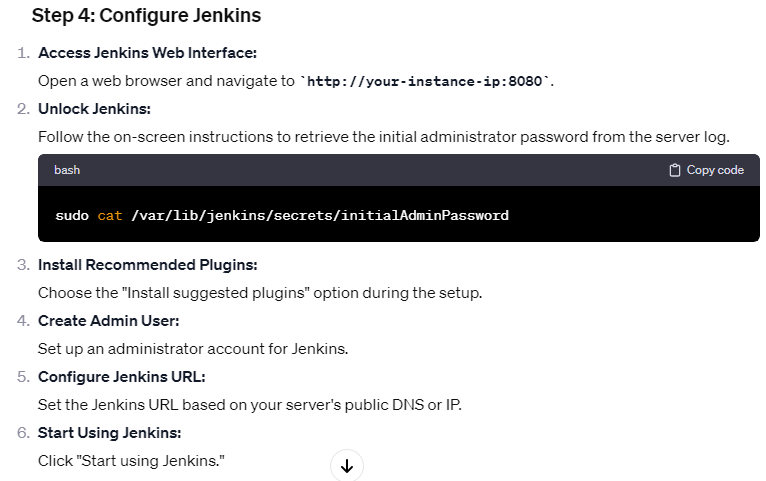 Step 4: Configure Jenkins
1. Access Jenkins Web Interface:
Open a web browser and navigate to `http://your-instance-ip:8080`.
2. Unlock Jenkins:
Follow the on-screen instructions to retrieve the initial administrator password from the server log.
bash Copy code
sudo cat /var/lib/jenkins/secrets/initialAdminPassword
3. Install Recommended Plugins:
Choose the "Install suggested plugins" option during the setup.
4. Create Admin User:
Set up an administrator account for Jenkins.
5. Configure Jenkins URL:
Set the Jenkins URL based on your server's public DNS or IP.
6. Start Using Jenkins:
Click "Start using Jenkins."